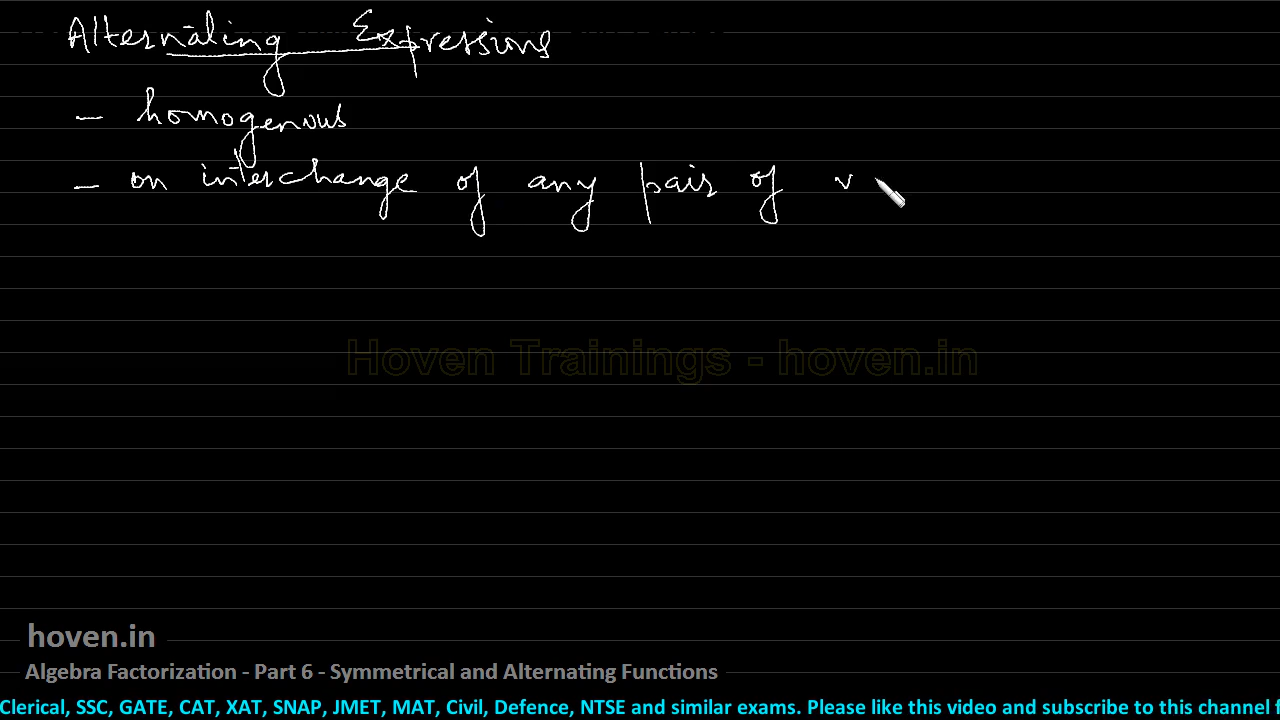 Alternating Expressions
- homogenous
- on interchange of any pair of v
Hoven Trainings - hoven.in
hoven.in
Algebra Factorization - Part 6 - Symmetrical and Alternating Functions
Clerical, SSC, GATE, CAT, XAT, SNAP, JMET, MAT, Civil, Defence, NTSE and similar exams. Please like this video and subscribe to this channel f